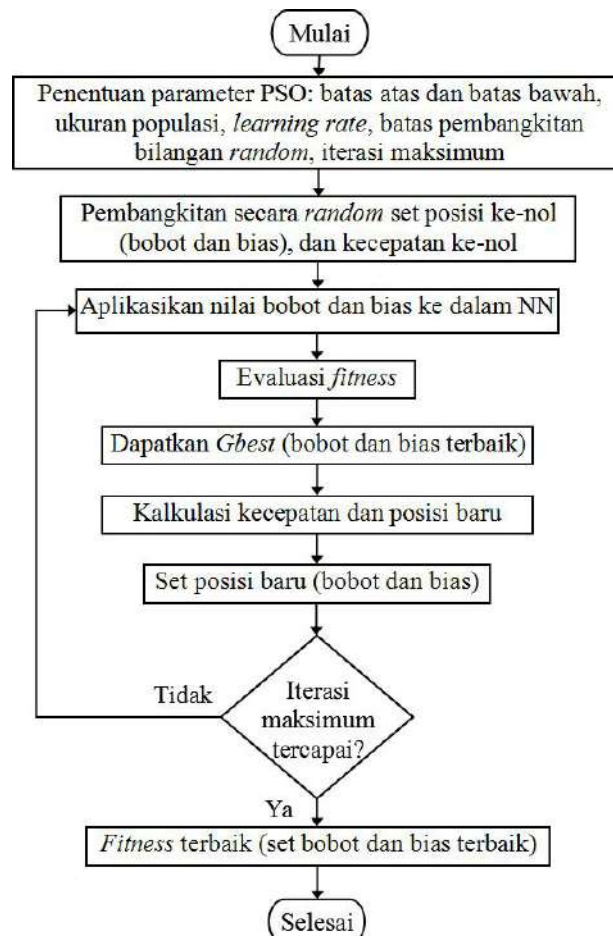 Mulai
Penentuan parameter PSO: batas atas dan batas bawah,
ukuran populasi, learning rate, batas pembangkitan
bilangan random, iterasi maksimum
Pembangkitan secara random set posisi ke-nol
(bobot dan bias), dan kecepatan ke-nol
Aplikasikan nilai bobot dan bias ke dalam NN
Evaluasi fitness
Dapatkan Gbest (bobot dan bias terbaik)
Kalkulasi kecepatan dan posisi baru
Set posisi baru (bobot dan bias)
Tidak
Iterasi
maksimum
tercapai?
Ya
Fitness terbaik (set bobot dan bias terbaik)
Selesai